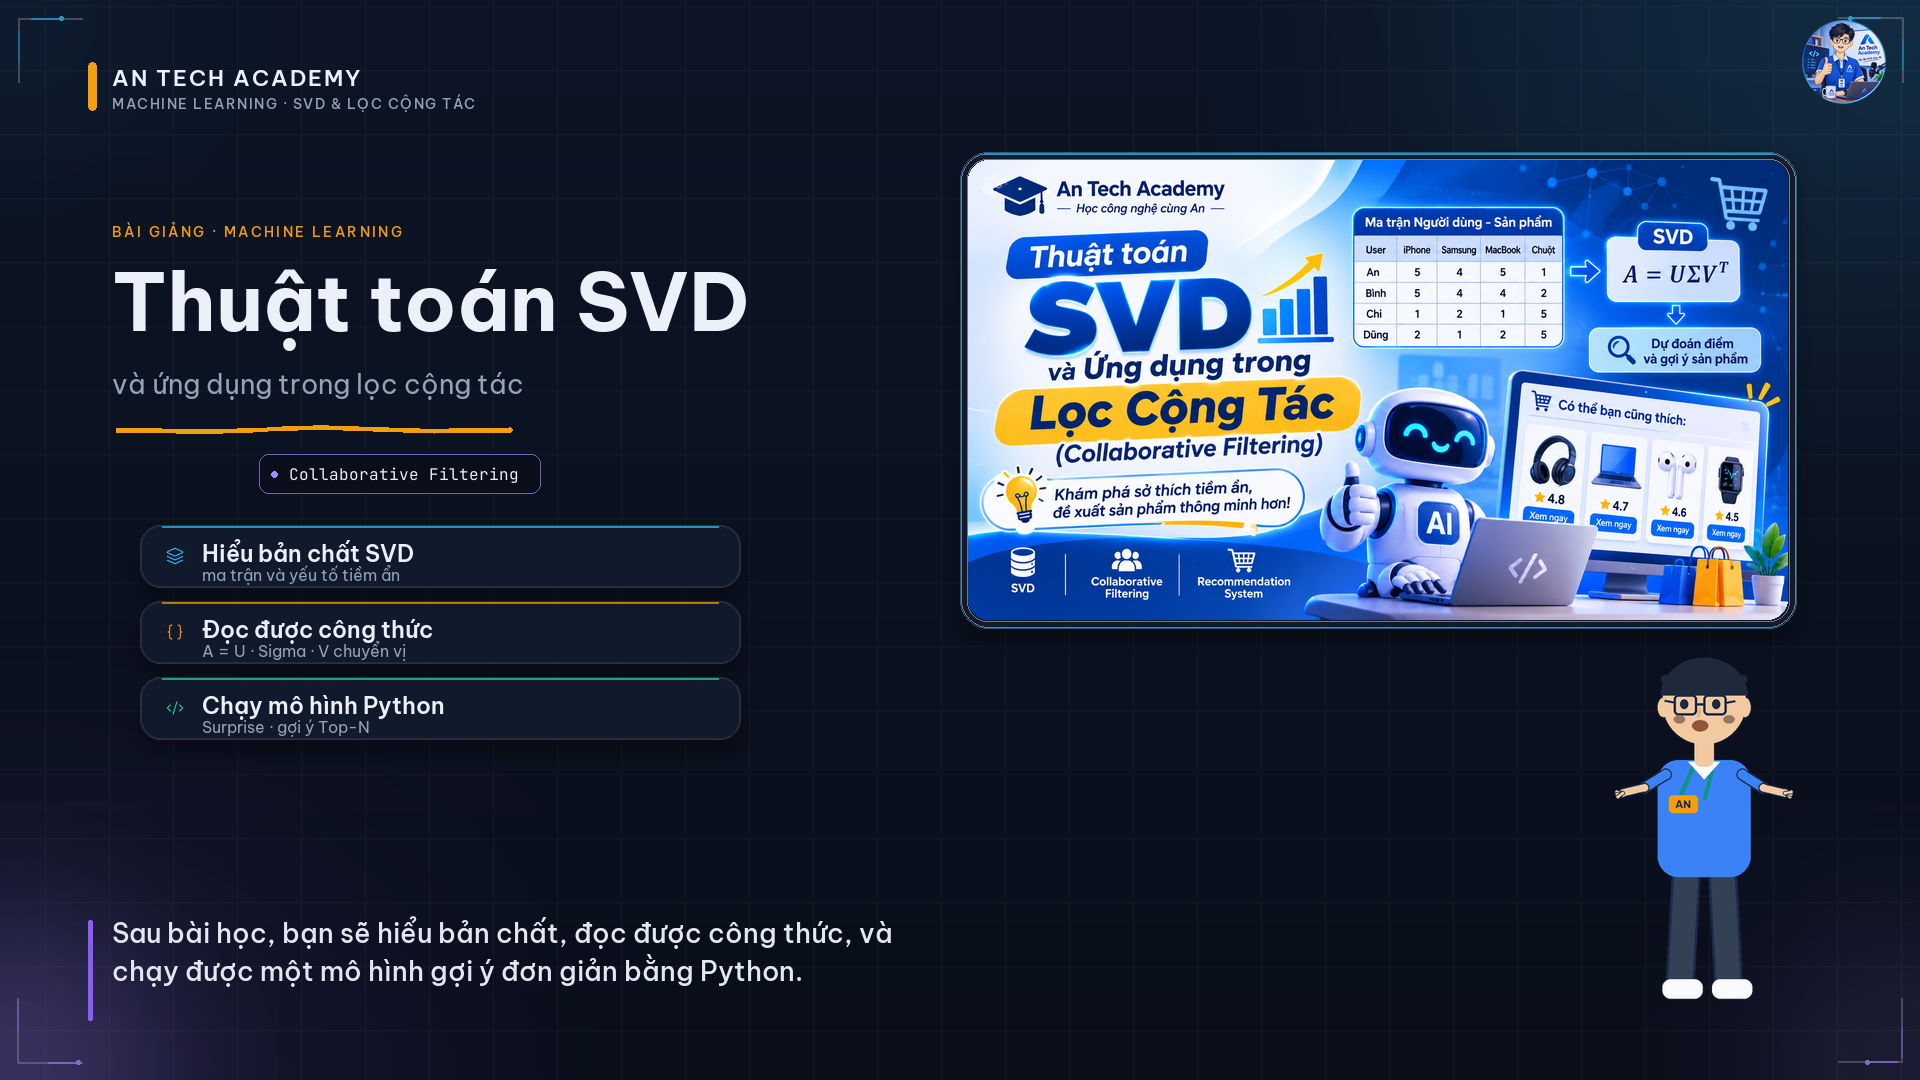 AN TECH ACADEMY
MACHINE LEARNING · SVD & LỌC CỘNG TÁC
BÀI GIẢNG · MACHINE LEARNING
Thuật toán SVD
và ứng dụng trong lọc cộng tác
Collaborative Filtering
Hiểu bản chất SVD
ma trận và yếu tố tiềm ẩn
Đọc được công thức
A = U · Sigma · V chuyển vị
Chạy mô hình Python
Surprise · gợi ý Top-N
Sau bài học, bạn sẽ hiểu bản chất, đọc được công thức, và
chạy được một mô hình gợi ý đơn giản bằng Python.
An Tech Academy
Học công nghệ cùng An
Thuật toán
SVD
và Ứng dụng trong
Lọc Cộng Tác
(Collaborative Filtering)
Khám phá sở thích tiềm ẩn,
đề xuất sản phẩm thông minh hơn!
SVD
Collaborative
Filtering
Recommendation
System
Ma trận Người dùng - Sản phẩm
User iPhone Samsung MacBook Chuột
An 5 4 5 1
Bình 5 4 4 2
Chi 1 2 1 5
Dũng 2 1 2 5
SVD
A = UΣV^T
Dự đoán điểm
và gợi ý sản phẩm
Có thể bạn cũng thích:
4.8 4.7 4.6 4.5
Xem ngay Xem ngay Xem ngay Xem ngay
AI
</>
AN